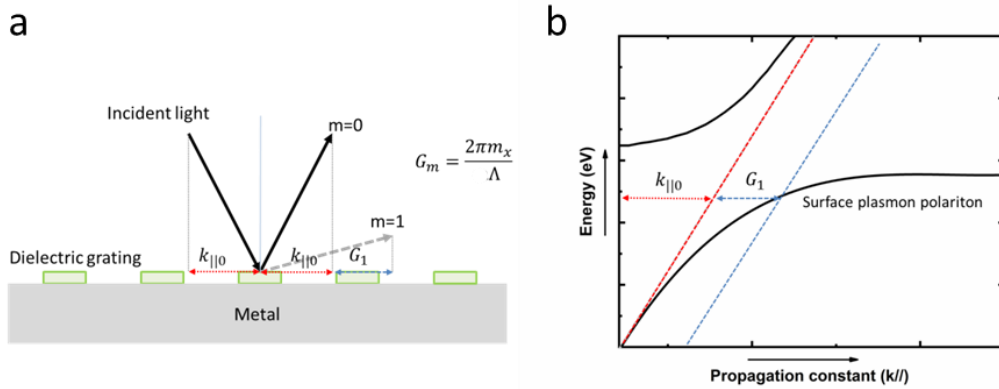 a
Incident light
m=0
G_m = 2πm_x / Λ
m=1
Dielectric grating
k_||0
k_||0
G_1
Metal
b
Energy (eV)
k_||0
G_1
Surface plasmon polariton
Propagation constant (k//)